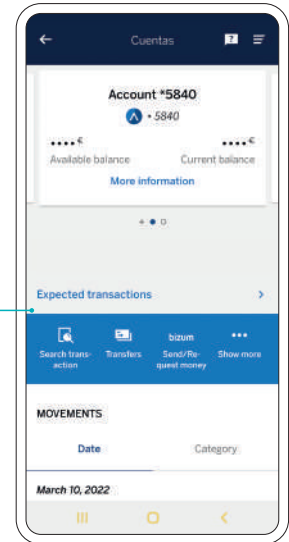 Cuentas
?
Account *5840
• 5840
•••• € •••• €
Available balance Current balance
More information
Expected transactions
Search trans- Transfers bizum Show more
action Send/Re-
quest money
MOVEMENTS
Date Category
March 10, 2022